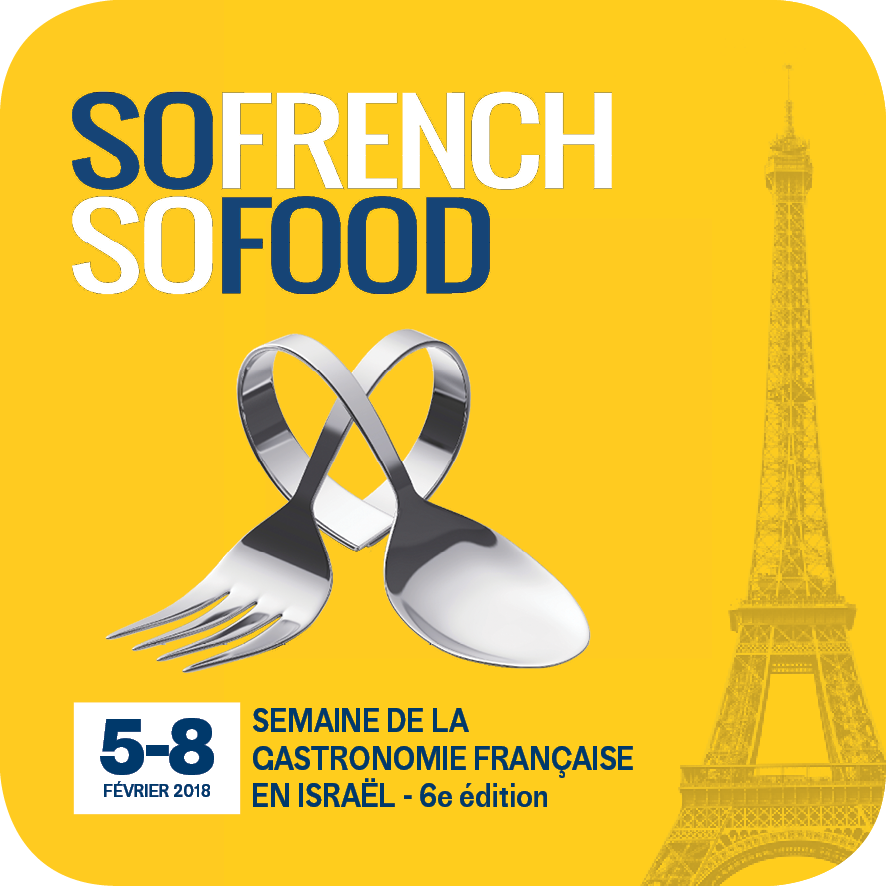 SOFRENCH
SOFOOD
5-8
FÉVRIER 2018
SEMAINE DE LA
GASTRONOMIE FRANÇAISE
EN ISRAËL - 6e édition